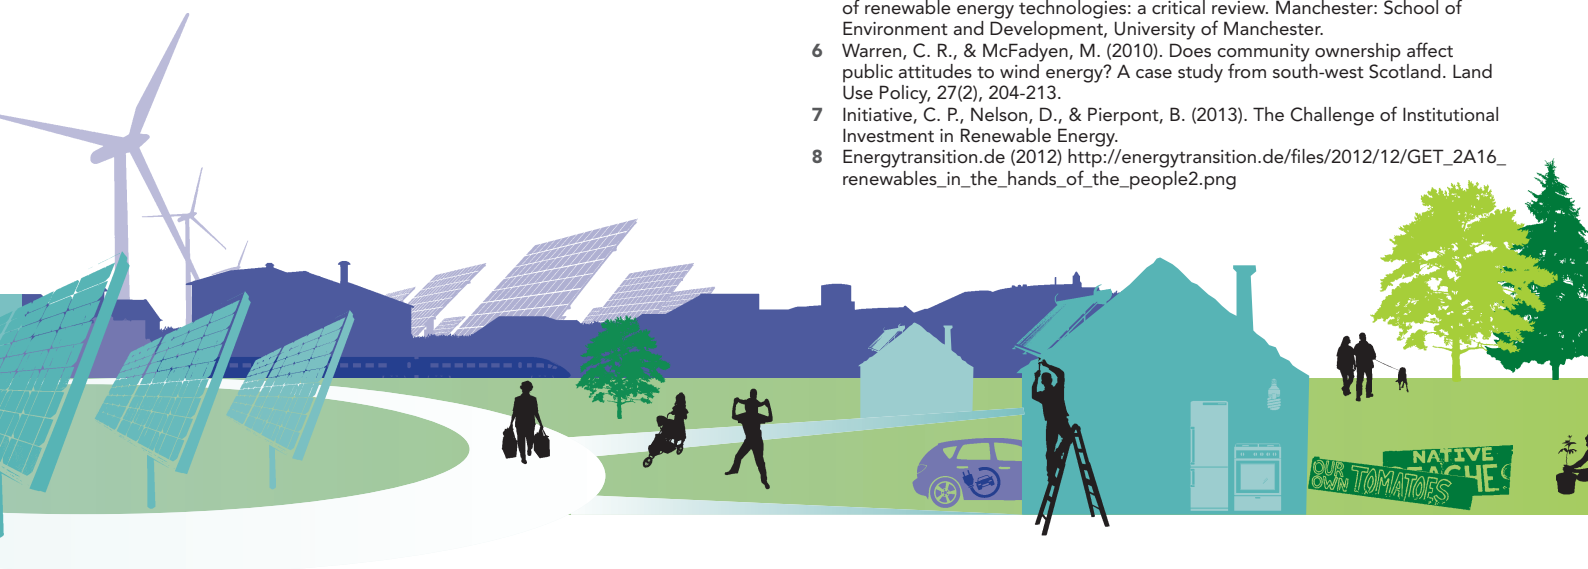 of renewable energy technologies: a critical review. Manchester: School of
Environment and Development, University of Manchester.
6 Warren, C. R., & McFadyen, M. (2010). Does community ownership affect
public attitudes to wind energy? A case study from south-west Scotland. Land
Use Policy, 27(2), 204-213.
7 Initiative, C. P., Nelson, D., & Pierpont, B. (2013). The Challenge of Institutional
Investment in Renewable Energy.
8 Energytransition.de (2012) http://energytransition.de/files/2012/12/GET_2A16_
renewables_in_the_hands_of_the_people2.png
NATIVE
OUR
OWN TOMATOES